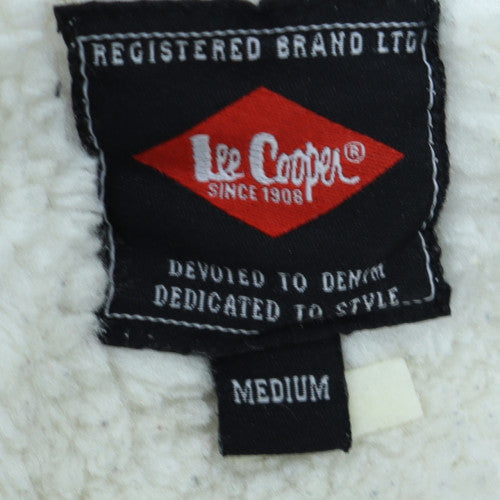 REGISTERED BRAND LTD
Lee Cooper®
SINCE 1908
DEVOTED TO DENIM
DEDICATED TO STYLE
MEDIUM